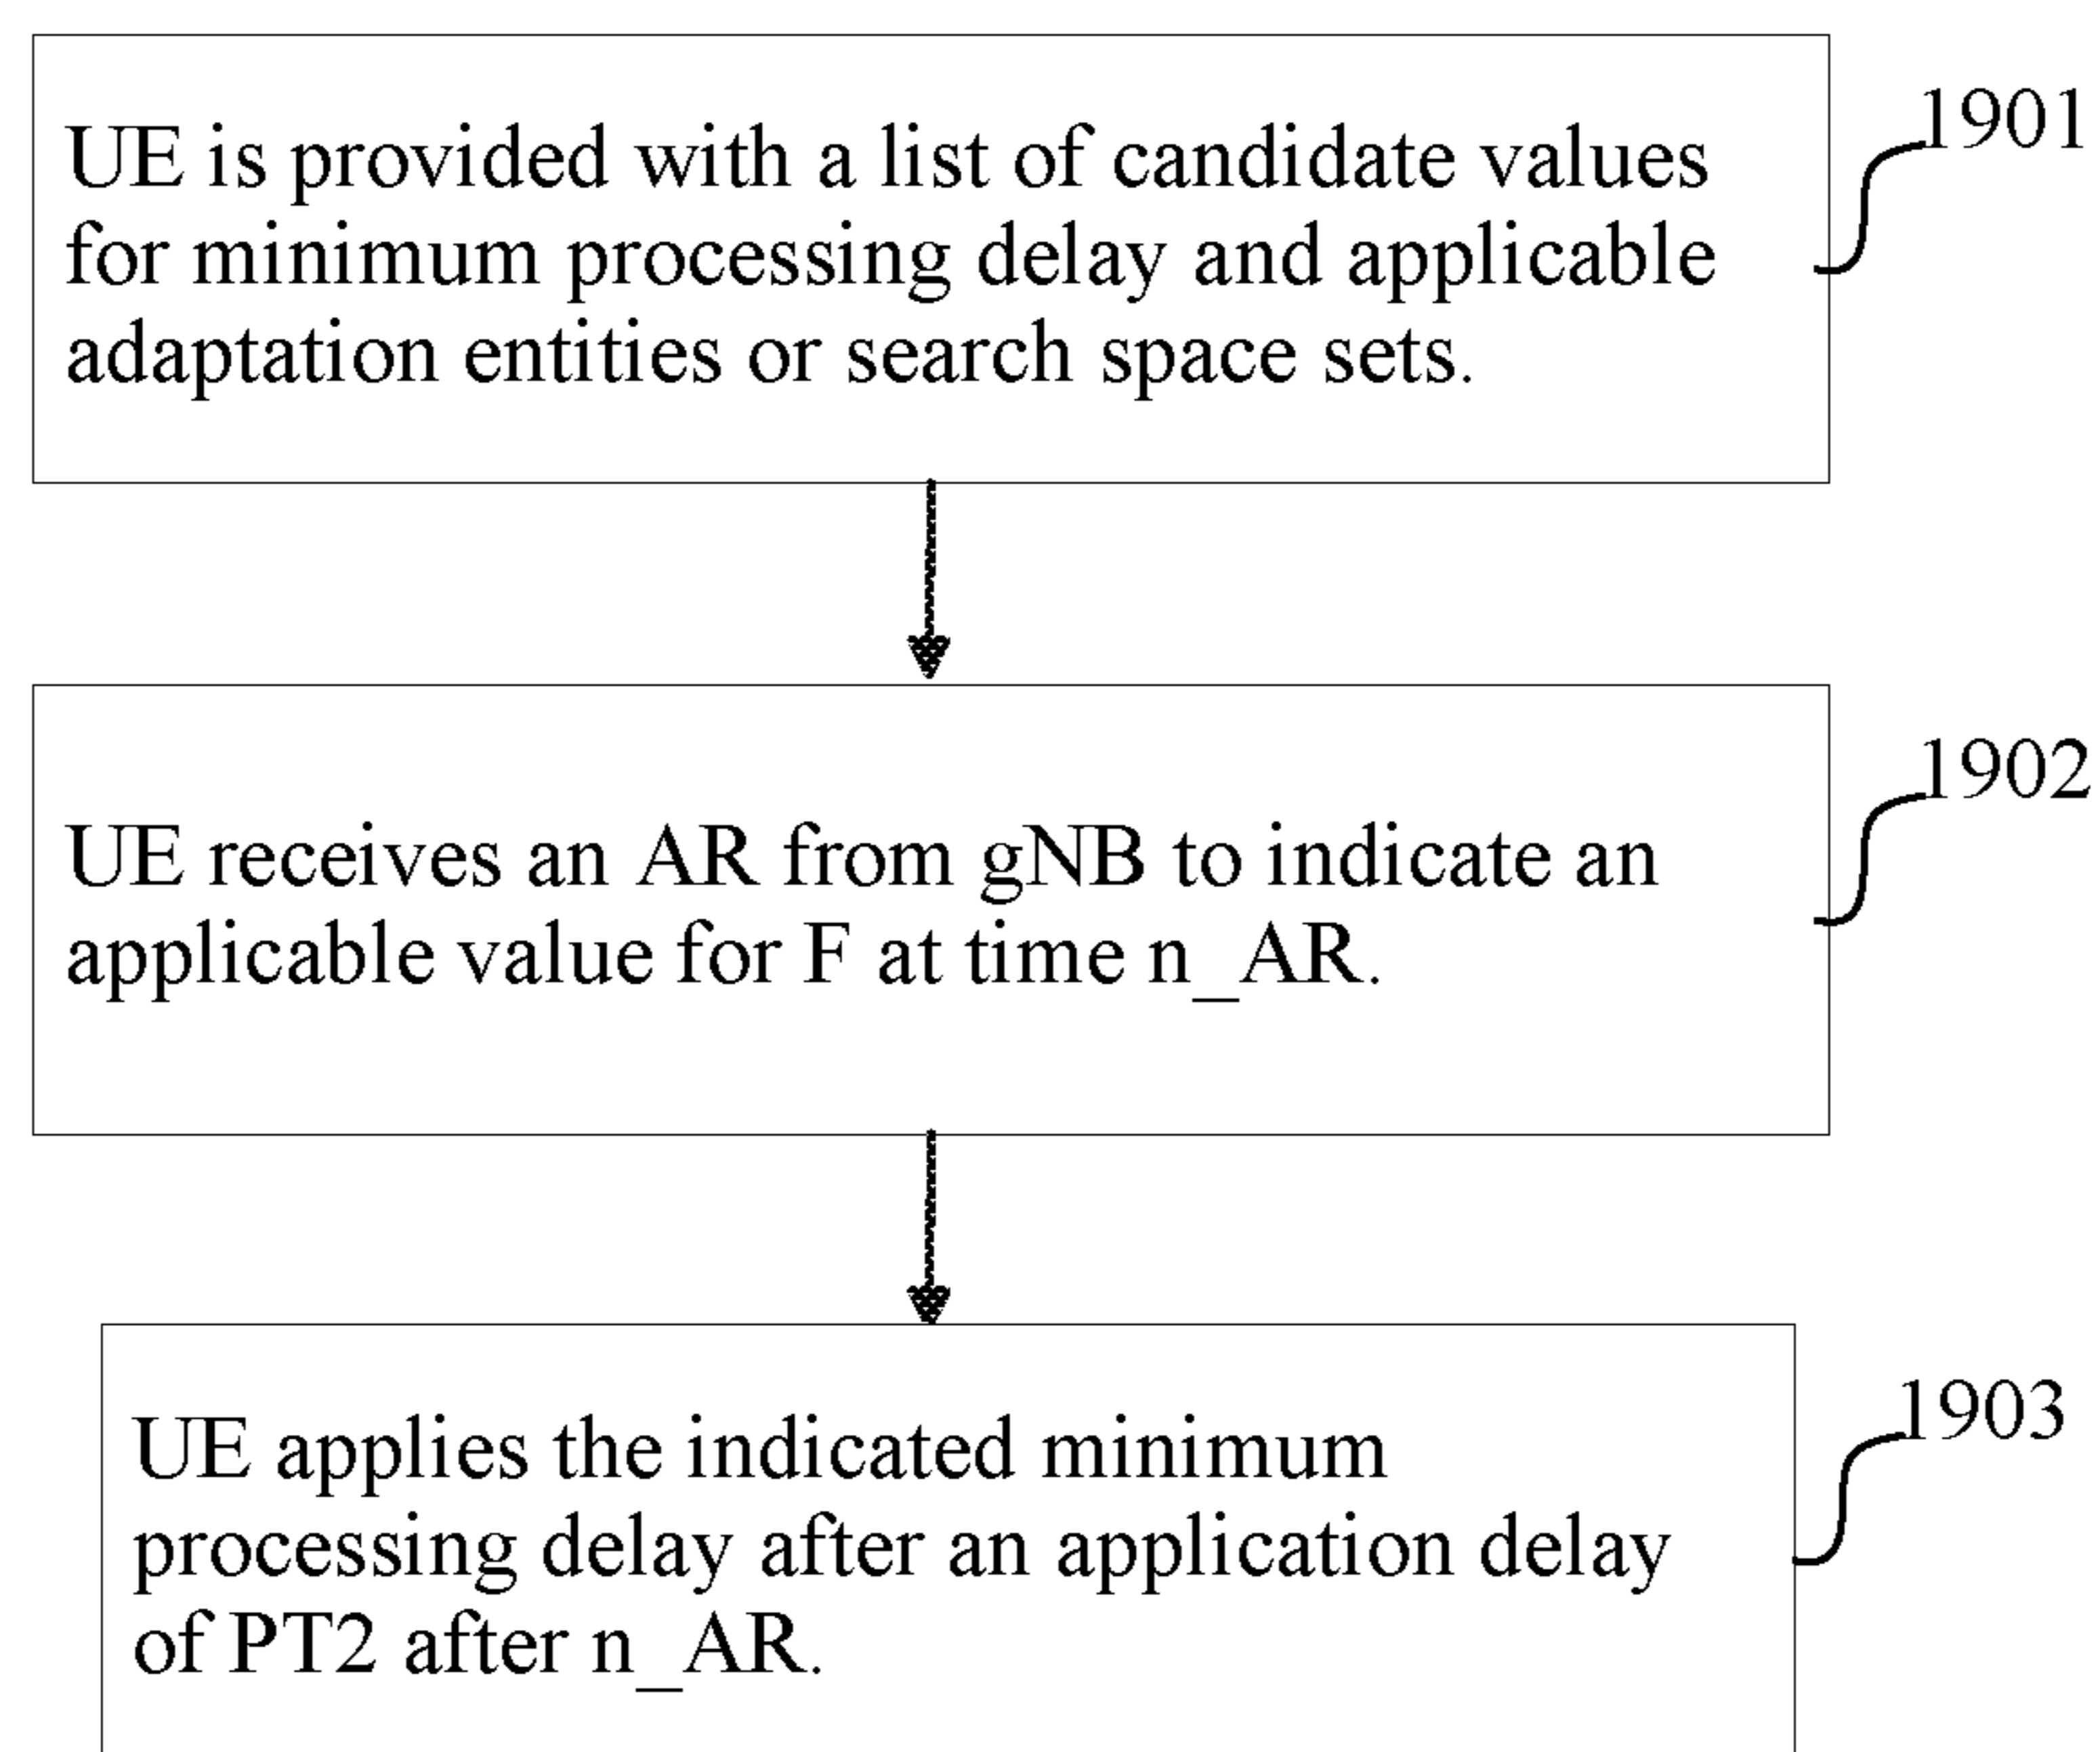 UE is provided with a list of candidate values
for minimum processing delay and applicable
adaptation entities or search space sets.
1901
UE receives an AR from gNB to indicate an
applicable value for F at time n_AR.
1902
UE applies the indicated minimum
processing delay after an application delay
of PT2 after n_AR.
1903